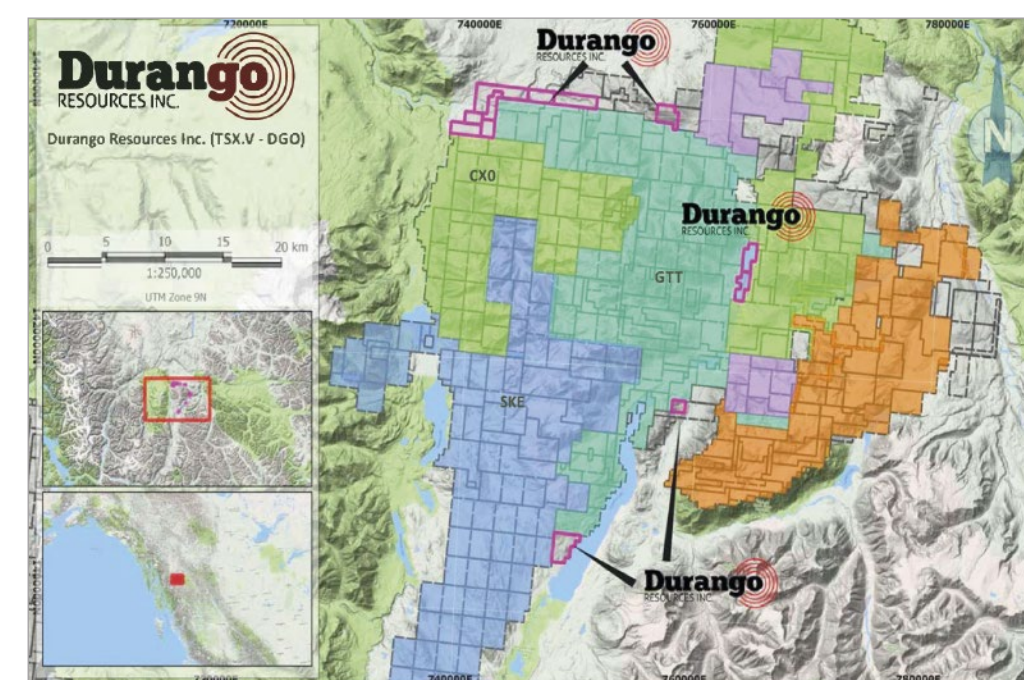 720000E 740000E 760000E 780000E
Durango
RESOURCES INC.
Durango Resources Inc. (TSX.V - DGO)
0 5 10 15 20 km
1:250,000
UTM Zone 9N
Durango
RESOURCES INC.
N
CX0
Durango
RESOURCES INC.
GTT
SKE
Durango
RESOURCES INC.
740000E 760000E 780000E